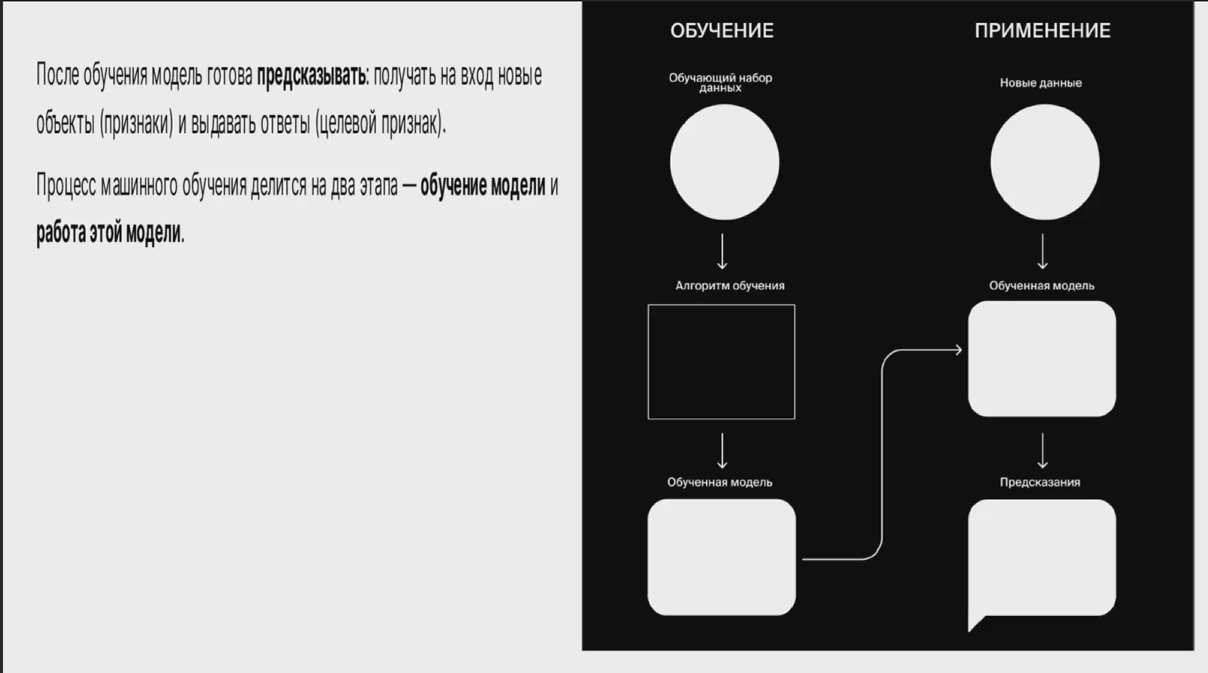 После обучения модель готова предсказывать: получать на вход новые
объекты (признаки) и выдавать ответы (целевой признак).
Процесс машинного обучения делится на два этапа — обучение модели и
работа этой модели.
ОБУЧЕНИЕ
Обучающий набор
данных
Алгоритм обучения
Обученная модель
ПРИМЕНЕНИЕ
Новые данные
Обученная модель
Предсказания